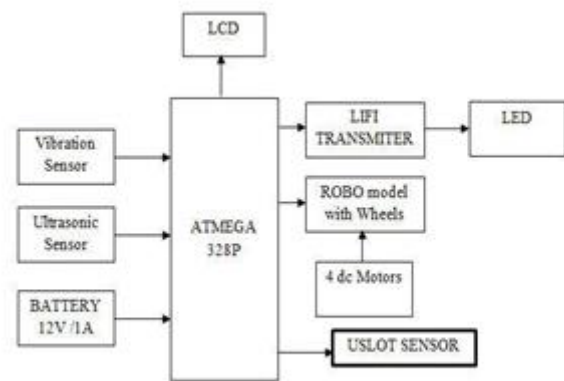 LCD
LIFI
TRANSMITER
LED
Vibration
Sensor
ROBO model
with Wheels
Ultrasonic
Sensor
ATMEGA
328P
4 dc Motors
BATTERY
12V /1A
USLOT SENSOR